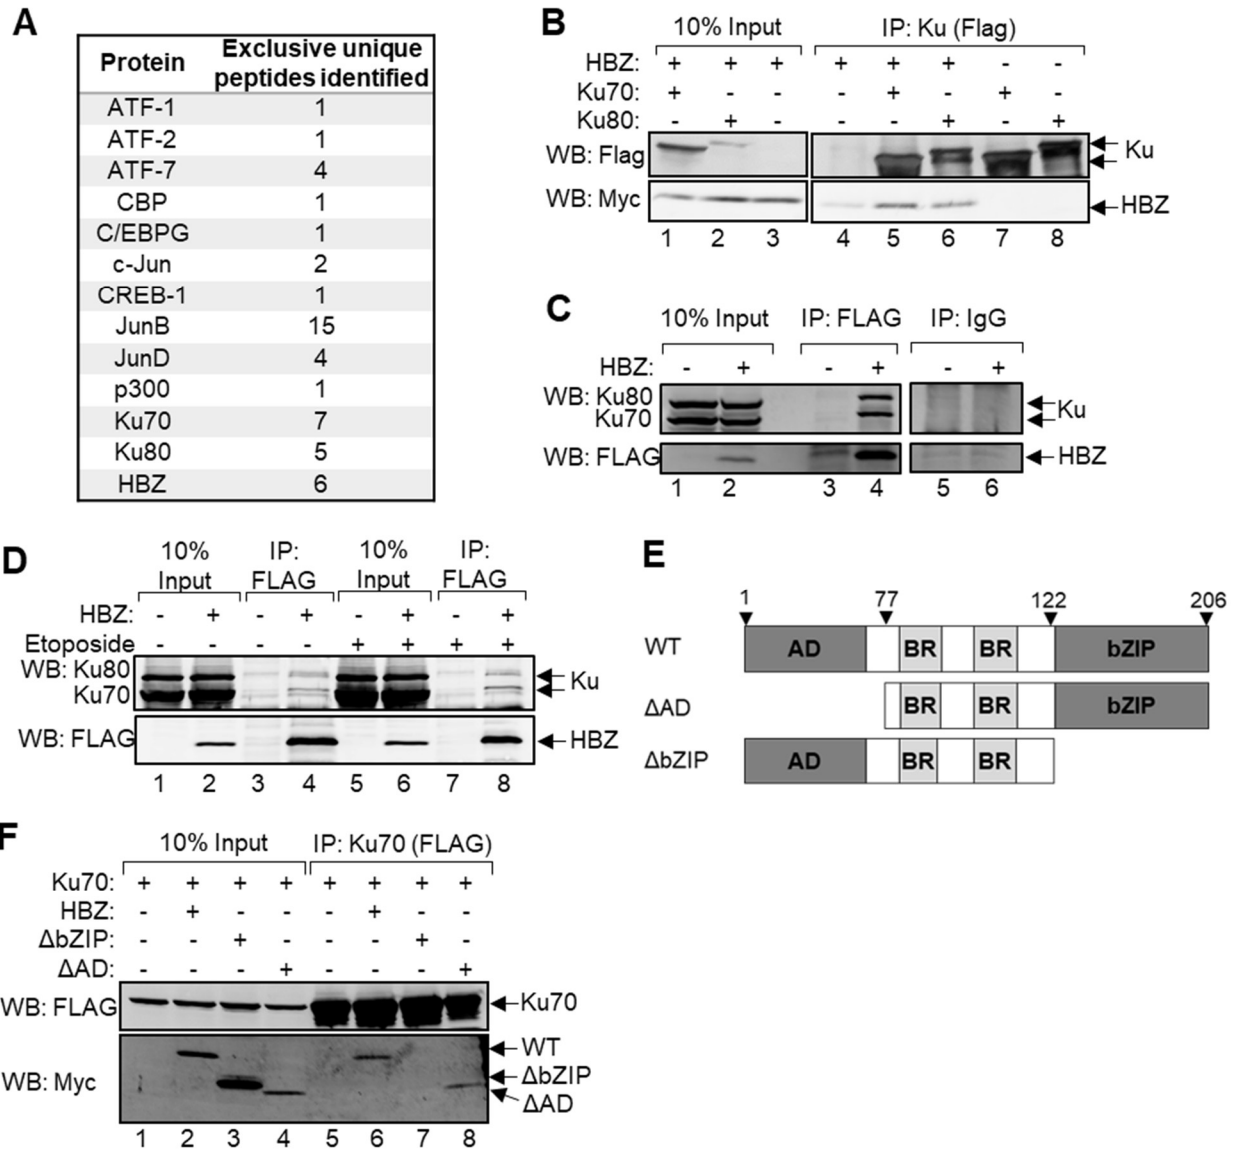 A
Protein Exclusive unique peptides identified
ATF-1 1
ATF-2 1
ATF-7 4
CBP 1
C/EBPG 1
c-Jun 2
CREB-1 1
JunB 15
JunD 4
p300 1
Ku70 7
Ku80 5
HBZ 6
B
10% Input IP: Ku (Flag)
HBZ: + + + + + + - -
Ku70: + - - - + - + -
Ku80: - + - - - + - +
WB: Flag Ku
WB: Myc HBZ
1 2 3 4 5 6 7 8
C
10% Input IP: FLAG IP: IgG
HBZ: - + - + - +
WB: Ku80
Ku70 Ku
WB: FLAG HBZ
1 2 3 4 5 6
D
10% Input IP: FLAG 10% Input IP: FLAG
HBZ: - + - + - + - +
Etoposide - - - - + + + +
WB: Ku80
Ku70 Ku
WB: FLAG HBZ
1 2 3 4 5 6 7 8
E
1 77 122 206
WT AD BR BR bZIP
ΔAD BR BR bZIP
ΔbZIP AD BR BR
F
10% Input IP: Ku70 (FLAG)
Ku70: + + + + + + + +
HBZ: - + - - - + - -
ΔbZIP: - - + - - - + -
ΔAD: - - - + - - - +
WB: FLAG Ku70
WT
WB: Myc ΔbZIP
ΔAD
1 2 3 4 5 6 7 8